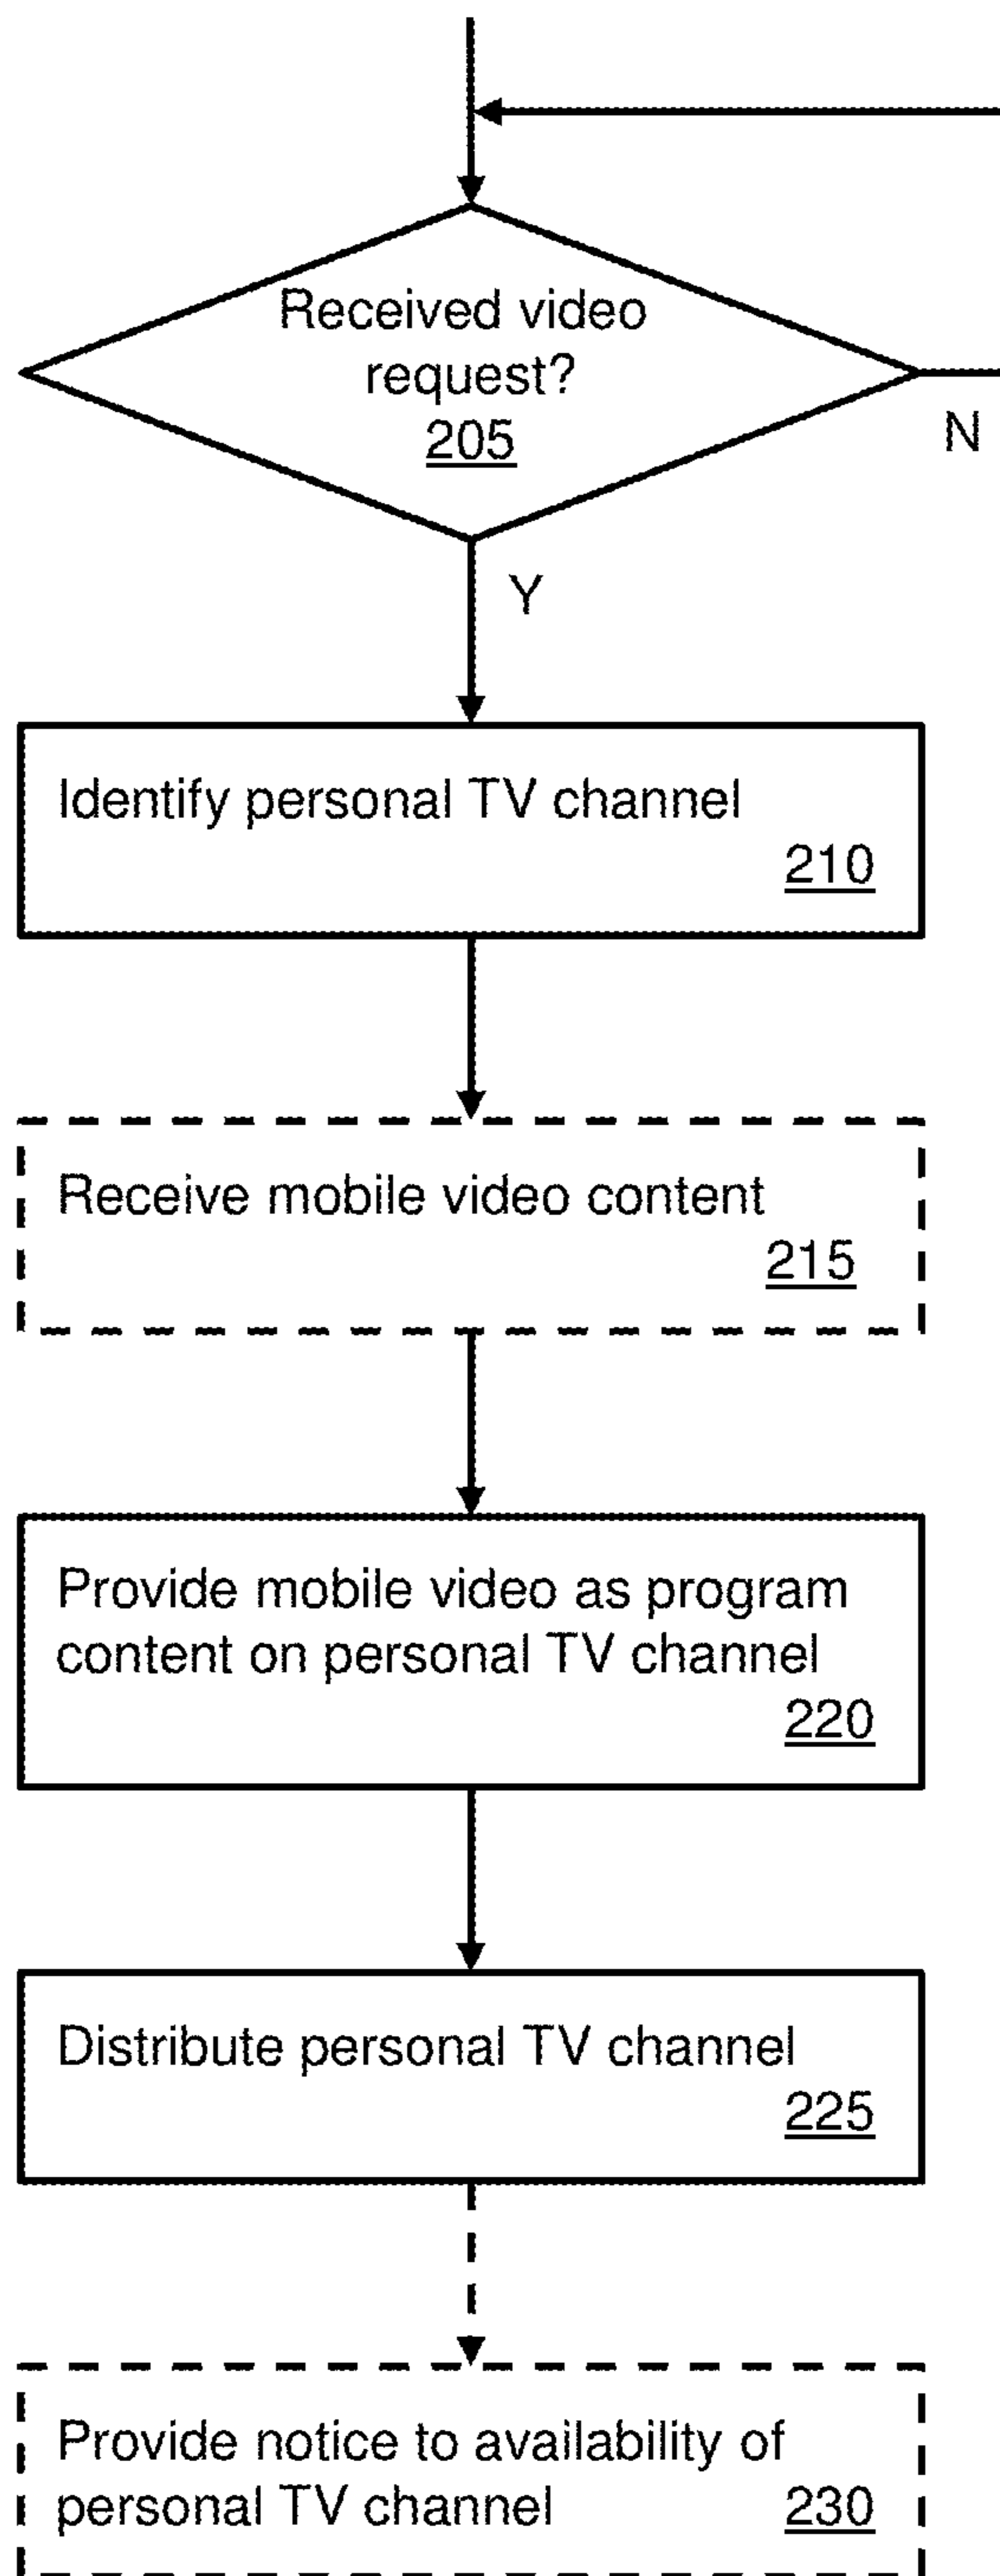 Received video
request?
205
N
Y
Identify personal TV channel
210
Receive mobile video content
215
Provide mobile video as program
content on personal TV channel
220
Distribute personal TV channel
225
Provide notice to availability of
personal TV channel 230